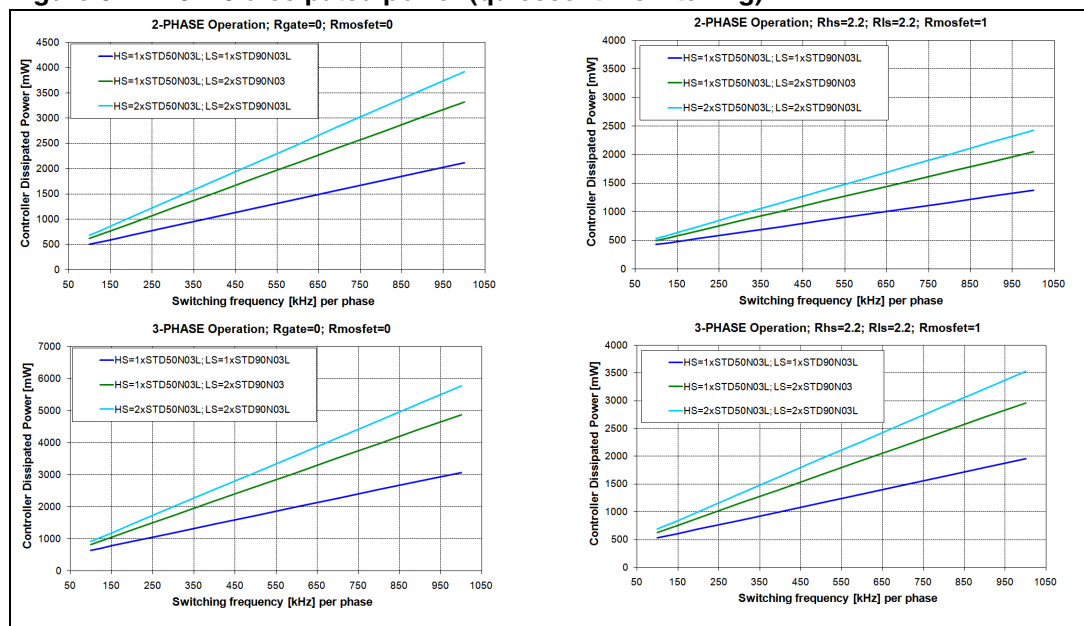 2-PHASE Operation; Rgate=0; Rmosfet=0
Controller Dissipated Power [mW]
4500
4000
3500
3000
2500
2000
1500
1000
500
0
HS=1xSTD50N03L; LS=1xSTD90N03L
HS=1xSTD50N03L; LS=2xSTD90N03
HS=2xSTD50N03L; LS=2xSTD90N03L
50 150 250 350 450 550 650 750 850 950 1050
Switching frequency [kHz] per phase
2-PHASE Operation; Rhs=2.2; Rls=2.2; Rmosfet=1
Controller Dissipated Power [mW]
4000
3500
3000
2500
2000
1500
1000
500
0
HS=1xSTD50N03L; LS=1xSTD90N03L
HS=1xSTD50N03L; LS=2xSTD90N03
HS=2xSTD50N03L; LS=2xSTD90N03L
50 150 250 350 450 550 650 750 850 950 1050
Switching frequency [kHz] per phase
3-PHASE Operation; Rgate=0; Rmosfet=0
Controller Dissipated Power [mW]
7000
6000
5000
4000
3000
2000
1000
0
HS=1xSTD50N03L; LS=1xSTD90N03L
HS=1xSTD50N03L; LS=2xSTD90N03
HS=2xSTD50N03L; LS=2xSTD90N03L
50 150 250 350 450 550 650 750 850 950 1050
Switching frequency [kHz] per phase
3-PHASE Operation; Rhs=2.2; Rls=2.2; Rmosfet=1
Controller Dissipated Power [mW]
4000
3500
3000
2500
2000
1500
1000
500
0
HS=1xSTD50N03L; LS=1xSTD90N03L
HS=1xSTD50N03L; LS=2xSTD90N03
HS=2xSTD50N03L; LS=2xSTD90N03L
50 150 250 350 450 550 650 750 850 950 1050
Switching frequency [kHz] per phase